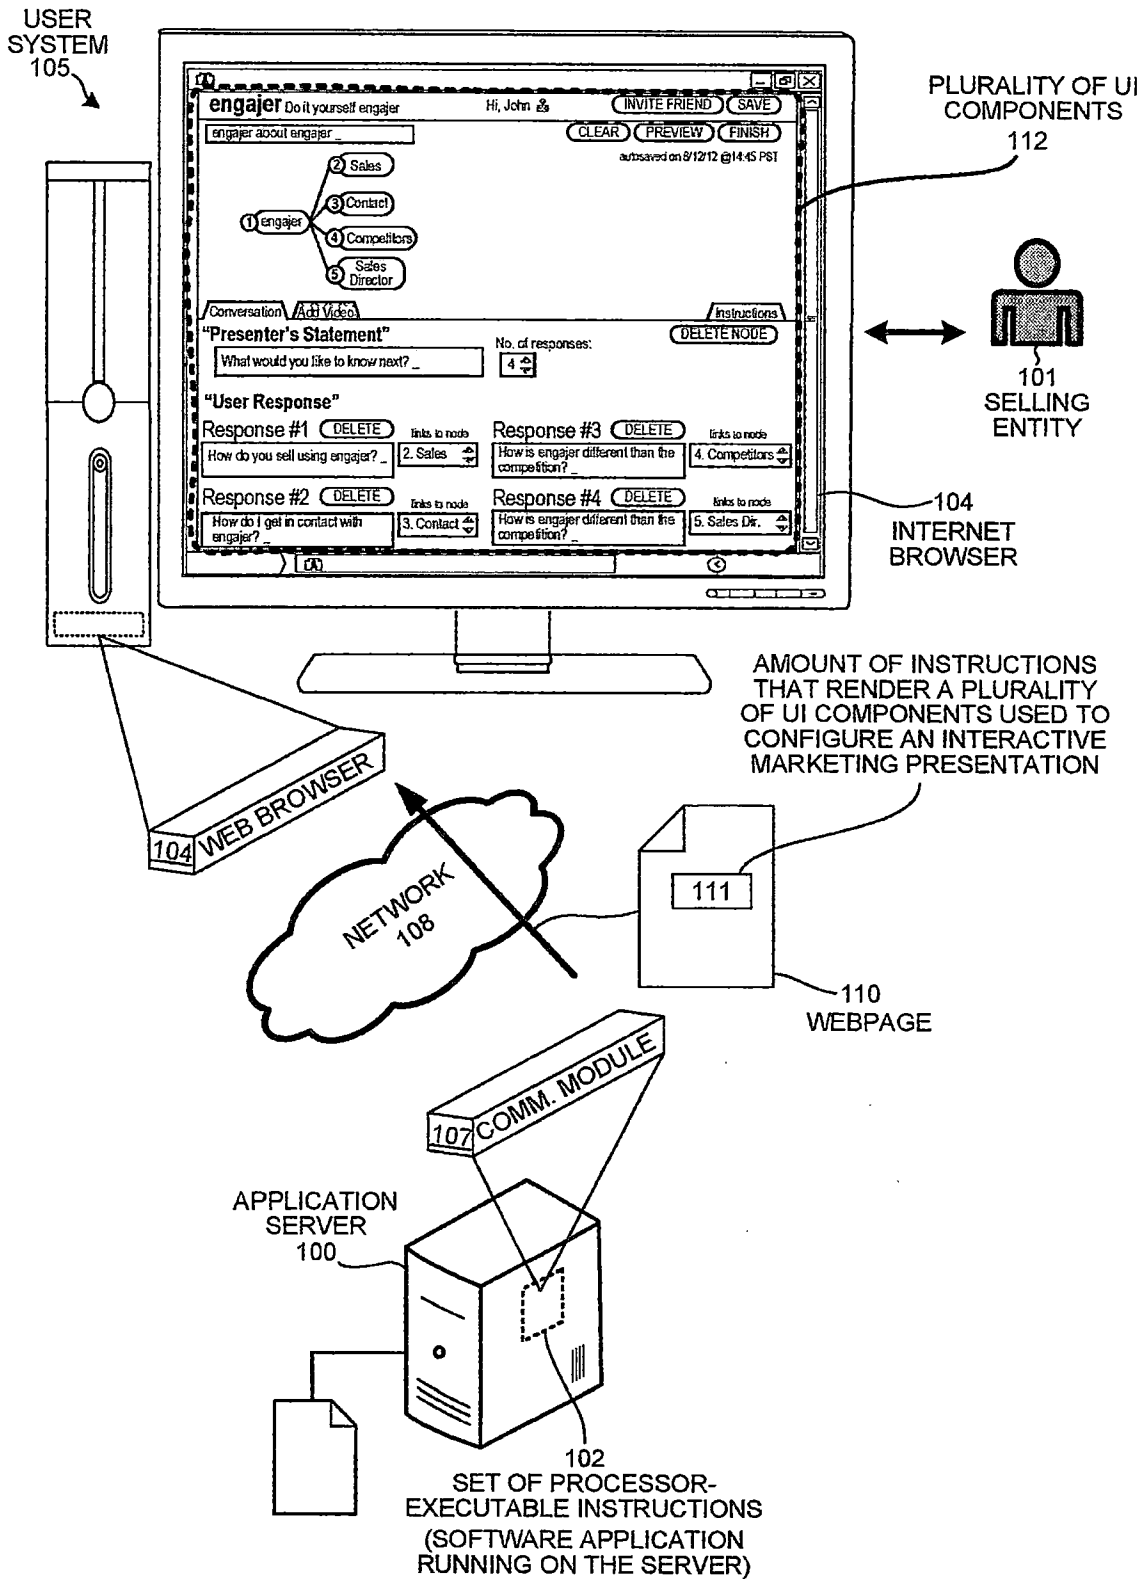 USER
SYSTEM
105
PLURALITY OF UI
COMPONENTS
112
engajer Do it yourself engajer
Hi, John
INVITE FRIEND
SAVE
engajer about engajer _
CLEAR
PREVIEW
FINISH
autosaved on 8/12/12 @14:45 PST
2 Sales
3 Contact
1 engajer
4 Competitors
5 Sales
Director
Conversation
Add Video
Instructions
"Presenter's Statement"
No. of responses:
DELETE NODE
What would you like to know next? _
4
"User Response"
Response #1
DELETE
links to node
Response #3
DELETE
links to node
How do you sell using engajer? _
2. Sales
How is engajer different than the
competition? _
4. Competitors
Response #2
DELETE
links to node
Response #4
DELETE
links to node
How do I get in contact with
engajer? _
3. Contact
How is engajer different than the
competition? _
5. Sales Dir.
101
SELLING
ENTITY
104
INTERNET
BROWSER
AMOUNT OF INSTRUCTIONS
THAT RENDER A PLURALITY
OF UI COMPONENTS USED TO
CONFIGURE AN INTERACTIVE
MARKETING PRESENTATION
104 WEB BROWSER
NETWORK
108
111
110
WEBPAGE
107 COMM. MODULE
APPLICATION
SERVER
100
102
SET OF PROCESSOR-
EXECUTABLE INSTRUCTIONS
(SOFTWARE APPLICATION
RUNNING ON THE SERVER)